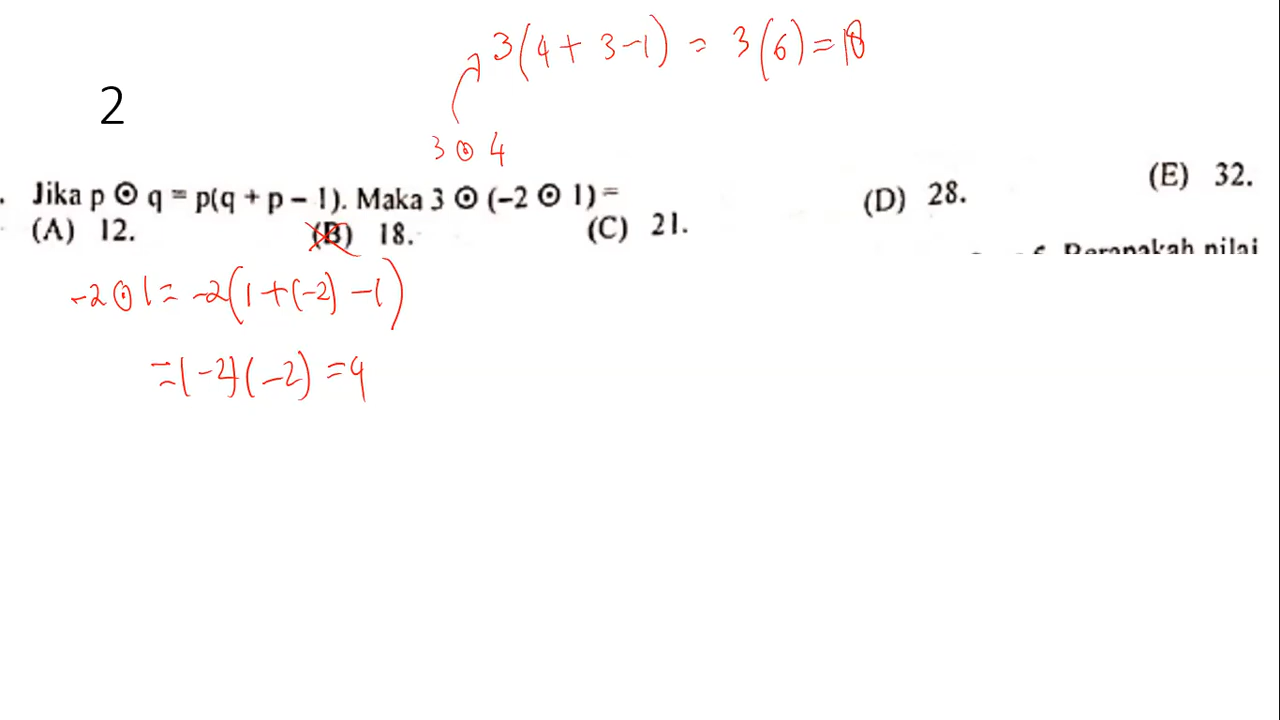 3(4 + 3 - 1) = 3(6) = 18
2
3 ⊙ 4
. Jika p ⊙ q = p(q + p – 1). Maka 3 ⊙ (–2 ⊙ 1) =
(A) 12. (B) 18. (C) 21. (D) 28. (E) 32.
-2 ⊙ 1 = -2(1 + (-2) - 1)
= (-2)(-2) = 4